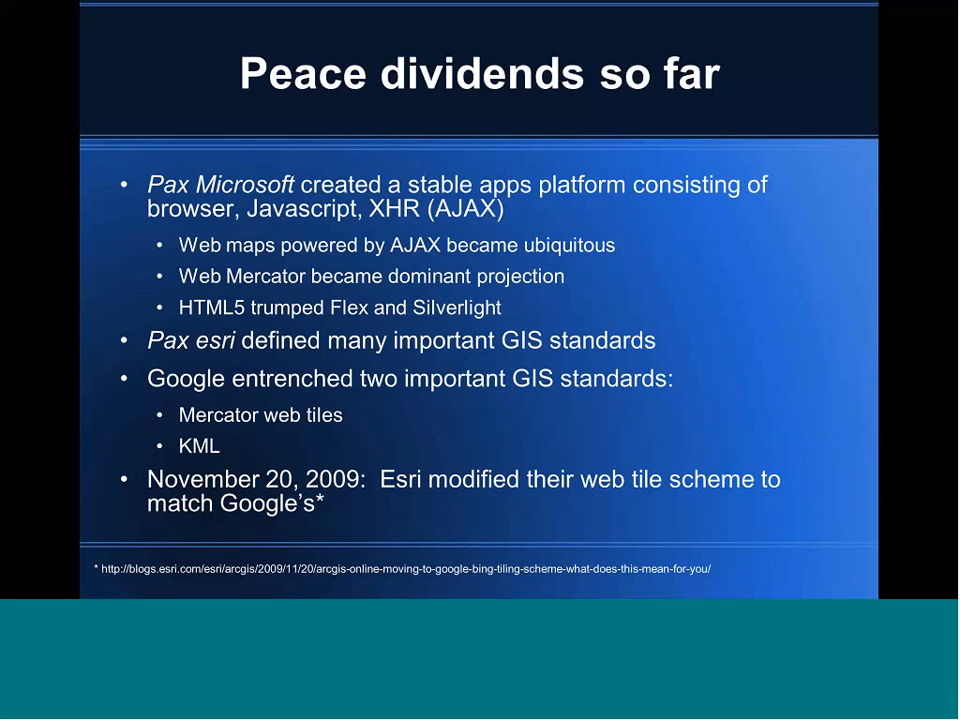 Peace dividends so far
• Pax Microsoft created a stable apps platform consisting of
browser, Javascript, XHR (AJAX)
• Web maps powered by AJAX became ubiquitous
• Web Mercator became dominant projection
• HTML5 trumped Flex and Silverlight
• Pax esri defined many important GIS standards
• Google entrenched two important GIS standards:
• Mercator web tiles
• KML
• November 20, 2009:  Esri modified their web tile scheme to
match Google's*
* http://blogs.esri.com/esri/arcgis/2009/11/20/arcgis-online-moving-to-google-bing-tiling-scheme-what-does-this-mean-for-you/